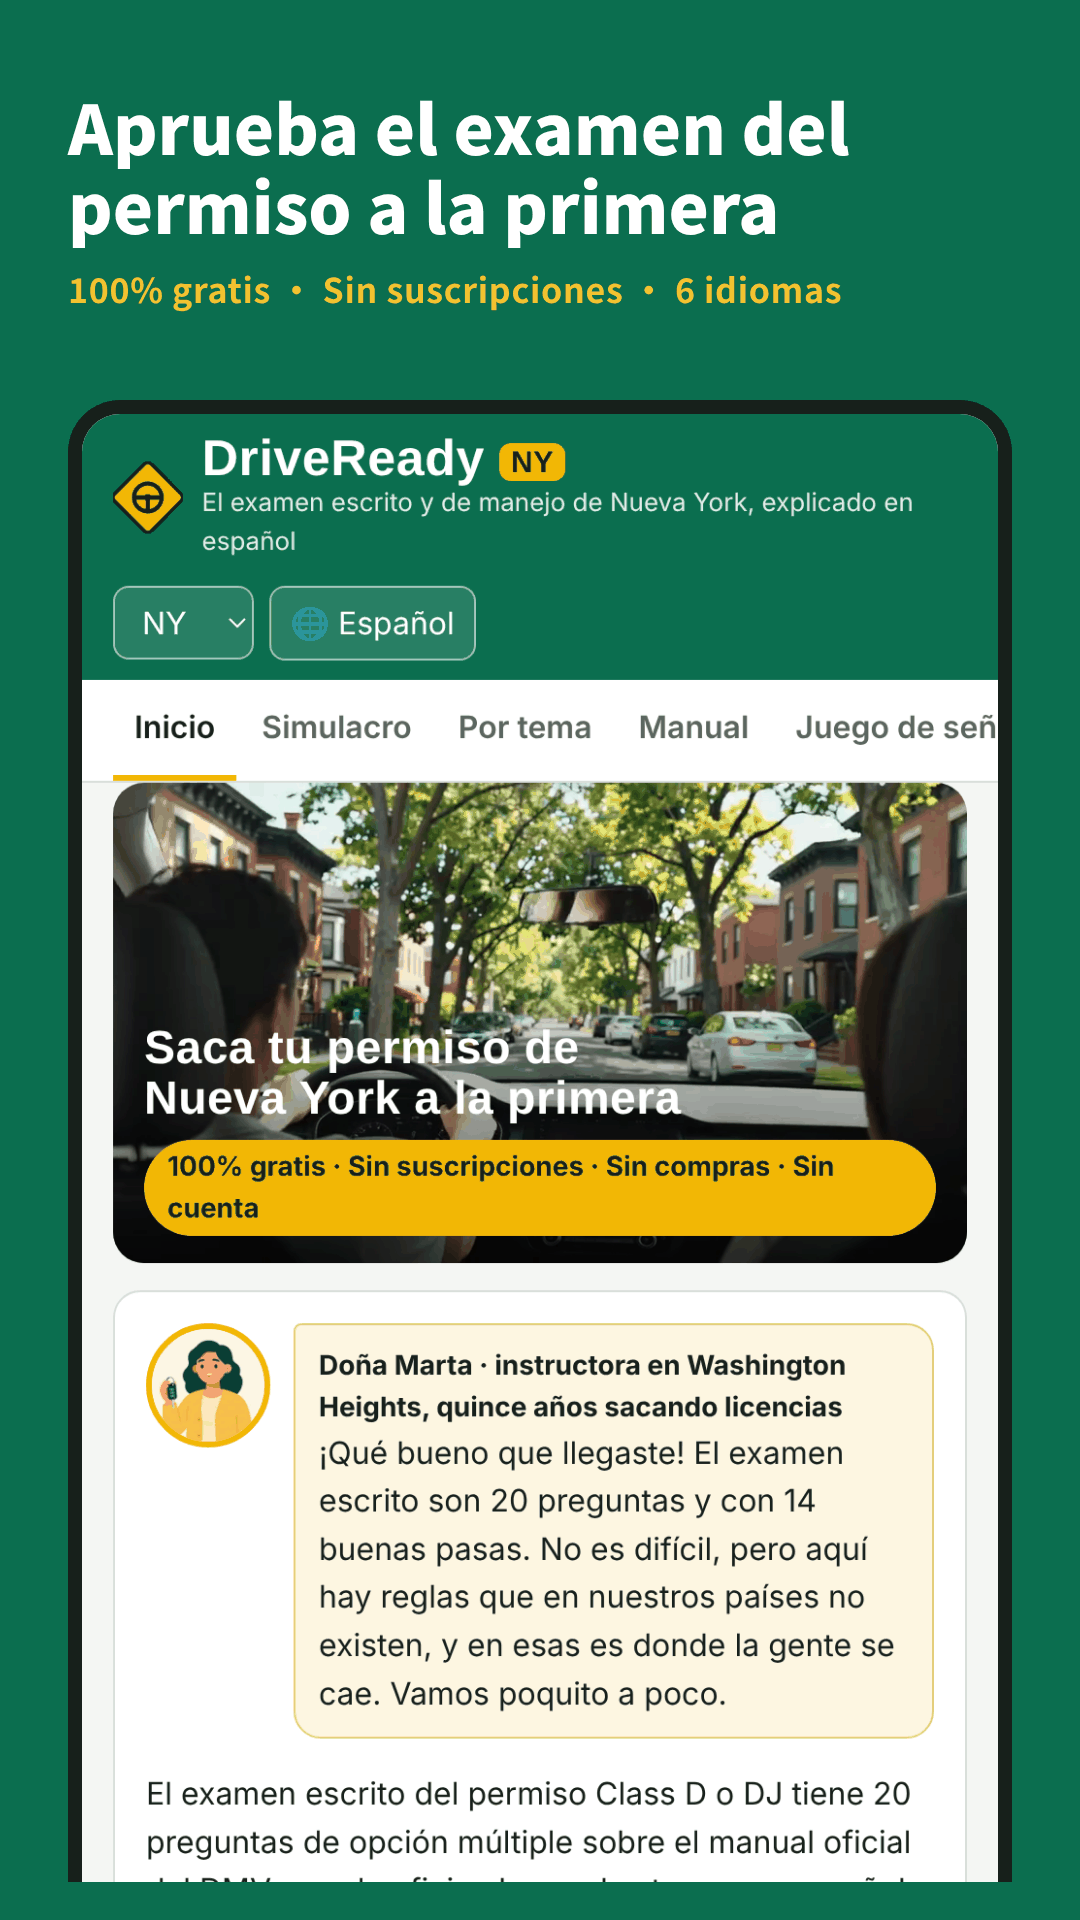 Aprueba el examen del
permiso a la primera
100% gratis • Sin suscripciones • 6 idiomas
DriveReady NY
El examen escrito y de manejo de Nueva York, explicado en
español
NY
Español
Inicio Simulacro Por tema Manual Juego de señ
Saca tu permiso de
Nueva York a la primera
100% gratis · Sin suscripciones · Sin compras · Sin
cuenta
Doña Marta · instructora en Washington
Heights, quince años sacando licencias
¡Qué bueno que llegaste! El examen
escrito son 20 preguntas y con 14
buenas pasas. No es difícil, pero aquí
hay reglas que en nuestros países no
existen, y en esas es donde la gente se
cae. Vamos poquito a poco.
El examen escrito del permiso Class D o DJ tiene 20
preguntas de opción múltiple sobre el manual oficial